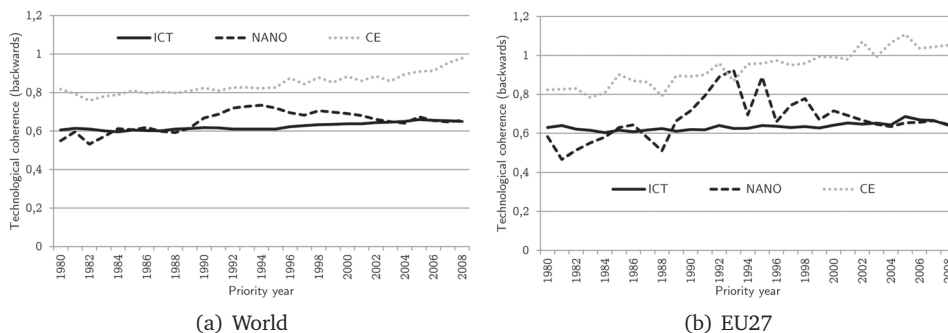 1,2
1
0,8
0,6
0,4
0,2
0
Technological coherence (backwards)
ICT NANO CE
1980 1982 1984 1986 1988 1990 1992 1994 1996 1998 2000 2002 2004 2006 2008
Priority year
(a) World
1,2
1
0,8
0,6
0,4
0,2
0
Technological coherence (backwards)
ICT NANO CE
1980 1982 1984 1986 1988 1990 1992 1994 1996 1998 2000 2002 2004 2006 2008
Priority year
(b) EU27